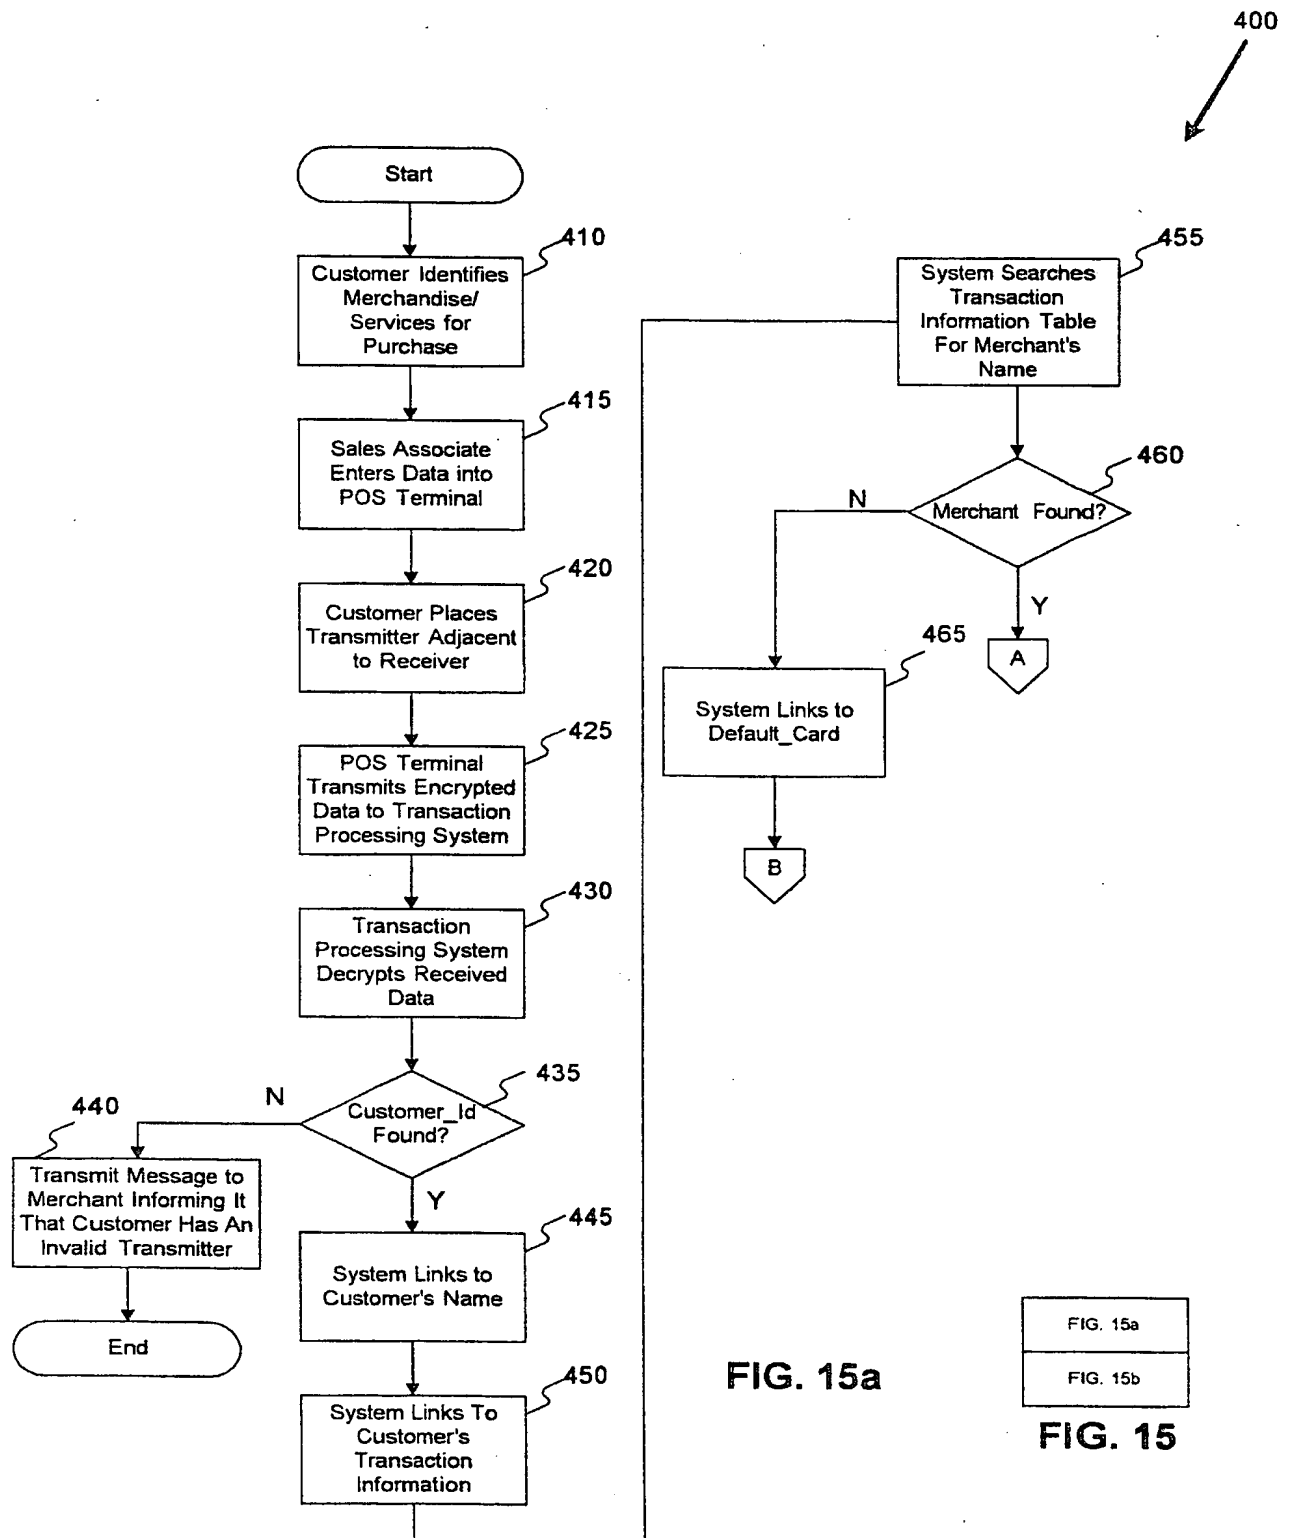 400
Start
410
Customer Identifies
Merchandise/
Services for
Purchase
415
Sales Associate
Enters Data into
POS Terminal
420
Customer Places
Transmitter Adjacent
to Receiver
425
POS Terminal
Transmits Encrypted
Data to Transaction
Processing System
430
Transaction
Processing System
Decrypts Received
Data
435
Customer_Id
Found?
N
440
Transmit Message to
Merchant Informing It
That Customer Has An
Invalid Transmitter
End
Y
445
System Links to
Customer's Name
450
System Links To
Customer's
Transaction
Information
455
System Searches
Transaction
Information Table
For Merchant's
Name
460
Merchant Found?
N
Y
A
465
System Links to
Default_Card
B
FIG. 15a
FIG. 15a
FIG. 15b
FIG. 15